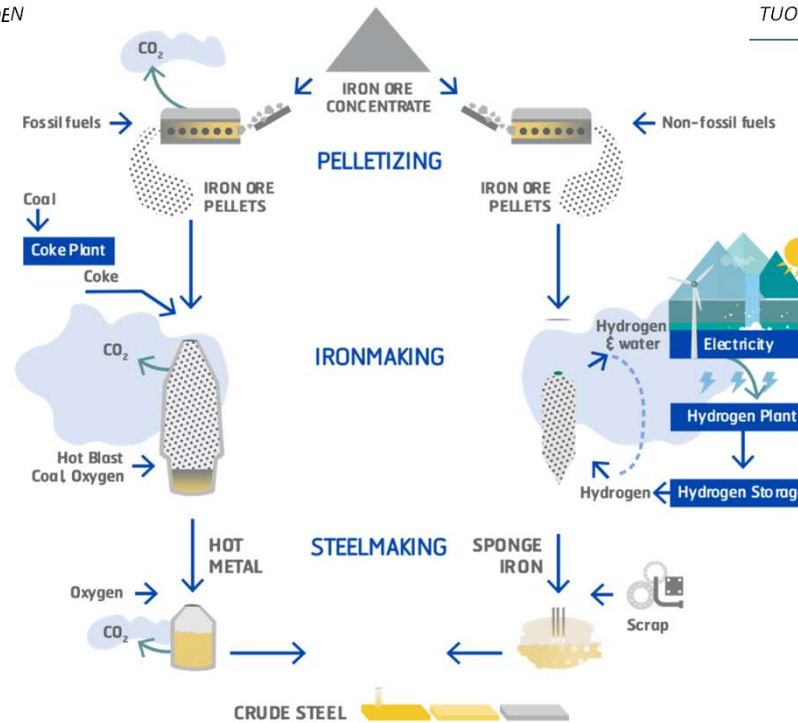 TUO
CO₂
IRON ORE
CONCENTRATE
Fossil fuels
Non-fossil fuels
PELLETIZING
IRON ORE
PELLETS
IRON ORE
PELLETS
Coal
Coke Plant
Coke
Hydrogen
& water
Electricity
CO₂
IRONMAKING
Hydrogen Plant
Hot Blast
Coal, Oxygen
Hydrogen
Hydrogen Storag
HOT
METAL
STEELMAKING
SPONGE
IRON
Oxygen
CO₂
Scrap
CRUDE STEEL